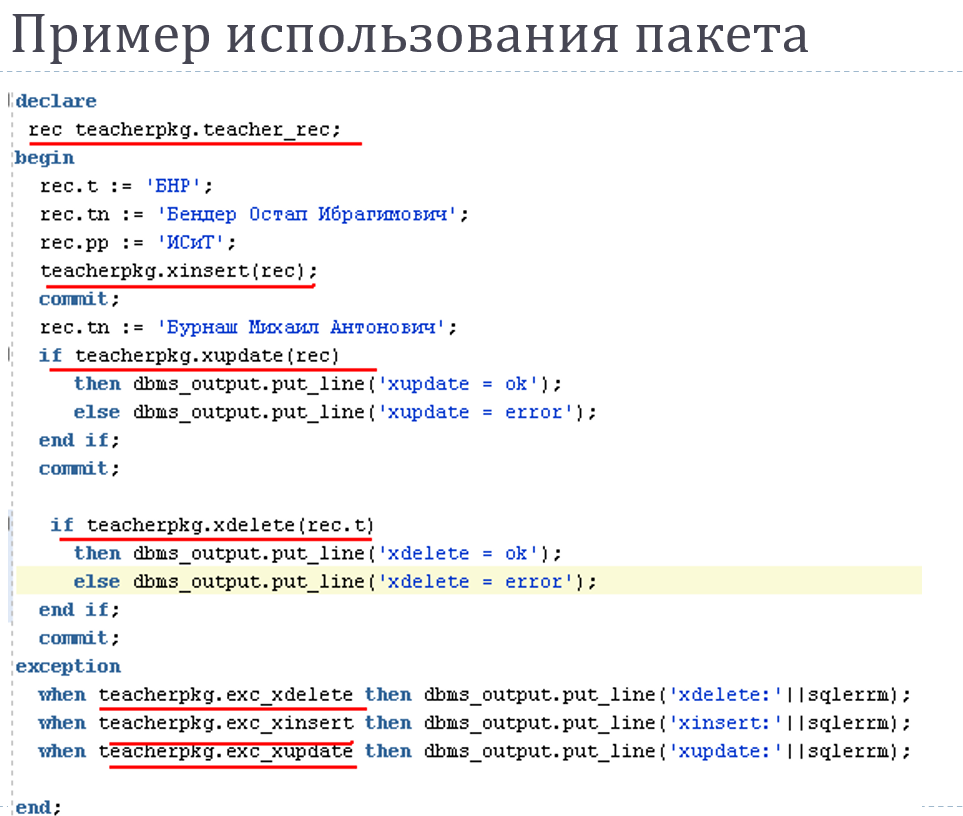 Пример использования пакета
declare
rec teacherpkg.teacher_rec;
begin
rec.t := 'БНР';
rec.tn := 'Бендер Остап Ибрагимович';
rec.pp := 'ИСиТ';
teacherpkg.xinsert(rec);
commit;
rec.tn := 'Бурнаш Михаил Антонович';
if teacherpkg.xupdate(rec)
then dbms_output.put_line('xupdate = ok');
else dbms_output.put_line('xupdate = error');
end if;
commit;
if teacherpkg.xdelete(rec.t)
then dbms_output.put_line('xdelete = ok');
else dbms_output.put_line('xdelete = error');
end if;
commit;
exception
when teacherpkg.exc_xdelete then dbms_output.put_line('xdelete:'||sqlerrm);
when teacherpkg.exc_xinsert then dbms_output.put_line('xinsert:'||sqlerrm);
when teacherpkg.exc_xupdate then dbms_output.put_line('xupdate:'||sqlerrm);
end;